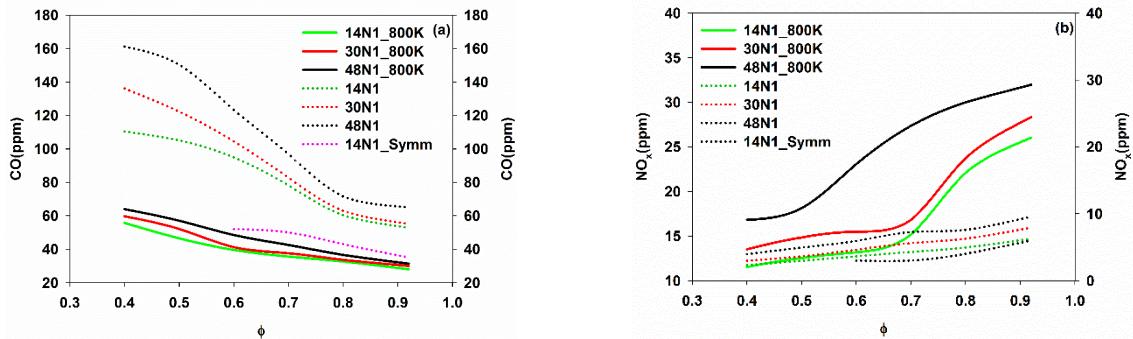 180 180
(a)
160 160
140 140
120 120
100 100
80 80
60 60
40 40
20 20
CO(ppm)
CO(ppm)
14N1_800K
30N1_800K
48N1_800K
14N1
30N1
48N1
14N1_Symm
0.3 0.4 0.5 0.6 0.7 0.8 0.9 1.0
ϕ
40 40
(b)
35
30 30
25
20 20
15 10
10 0
NOx(ppm)
NOx(ppm)
14N1_800K
30N1_800K
48N1_800K
14N1
30N1
48N1
14N1_Symm
0.3 0.4 0.5 0.6 0.7 0.8 0.9 1.0
ϕ